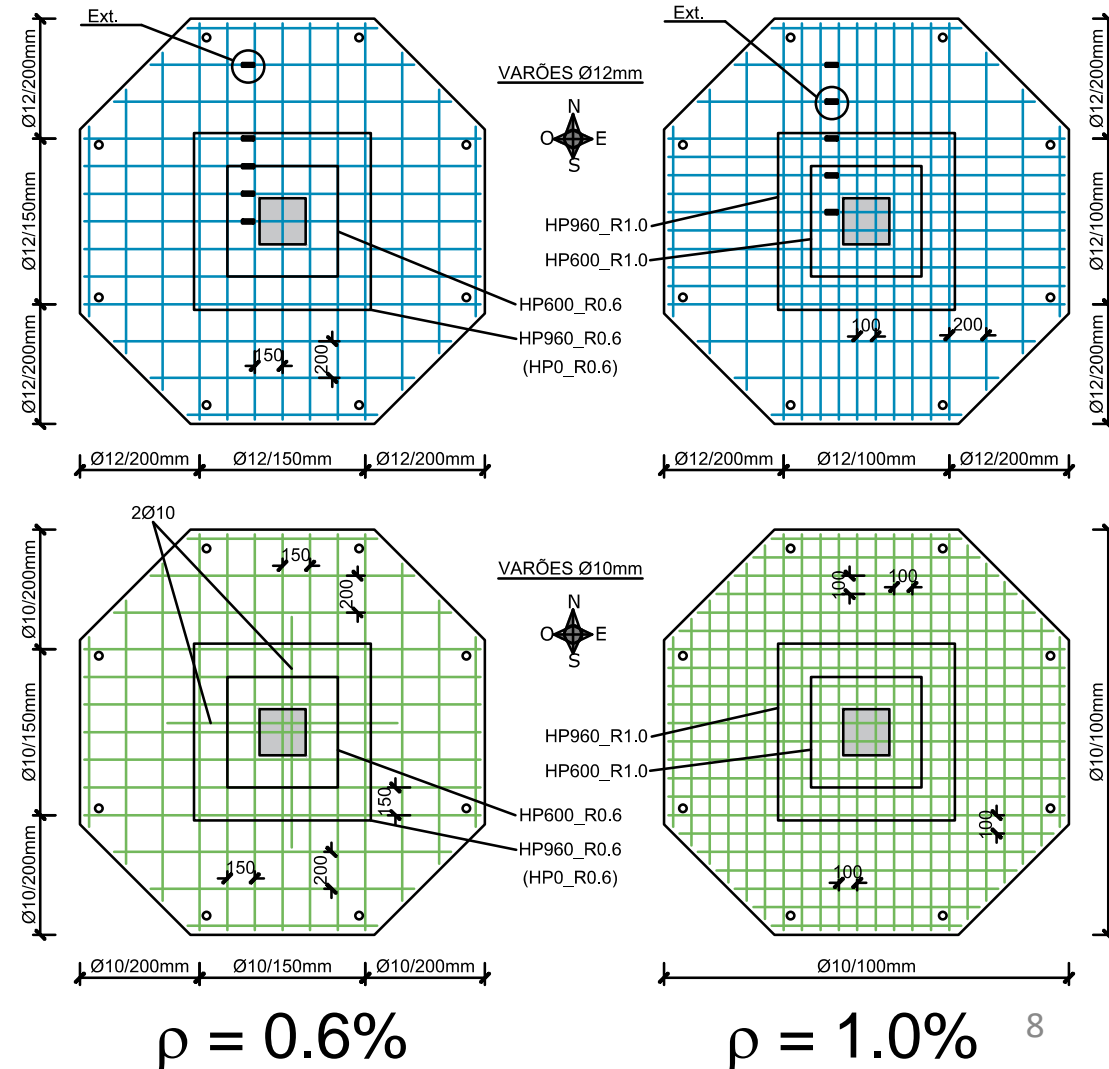 Ext.
Ø12/200mm
Ø12/150mm
Ø12/200mm
150
200
Ø12/200mm
Ø12/150mm
Ø12/200mm
VARÕES Ø12mm
N
O
E
S
HP960_R1.0
HP600_R1.0
HP600_R0.6
HP960_R0.6
(HP0_R0.6)
Ext.
100
200
Ø12/200mm
Ø12/100mm
Ø12/200mm
Ø12/200mm
Ø12/100mm
Ø12/200mm
2Ø10
150
200
Ø10/200mm
Ø10/150mm
Ø10/200mm
150
150
200
Ø10/200mm
Ø10/150mm
Ø10/200mm
VARÕES Ø10mm
N
O
E
S
HP960_R1.0
HP600_R1.0
HP600_R0.6
HP960_R0.6
(HP0_R0.6)
100
100
100
100
Ø10/100mm
Ø10/100mm
ρ = 0.6%
ρ = 1.0%
8